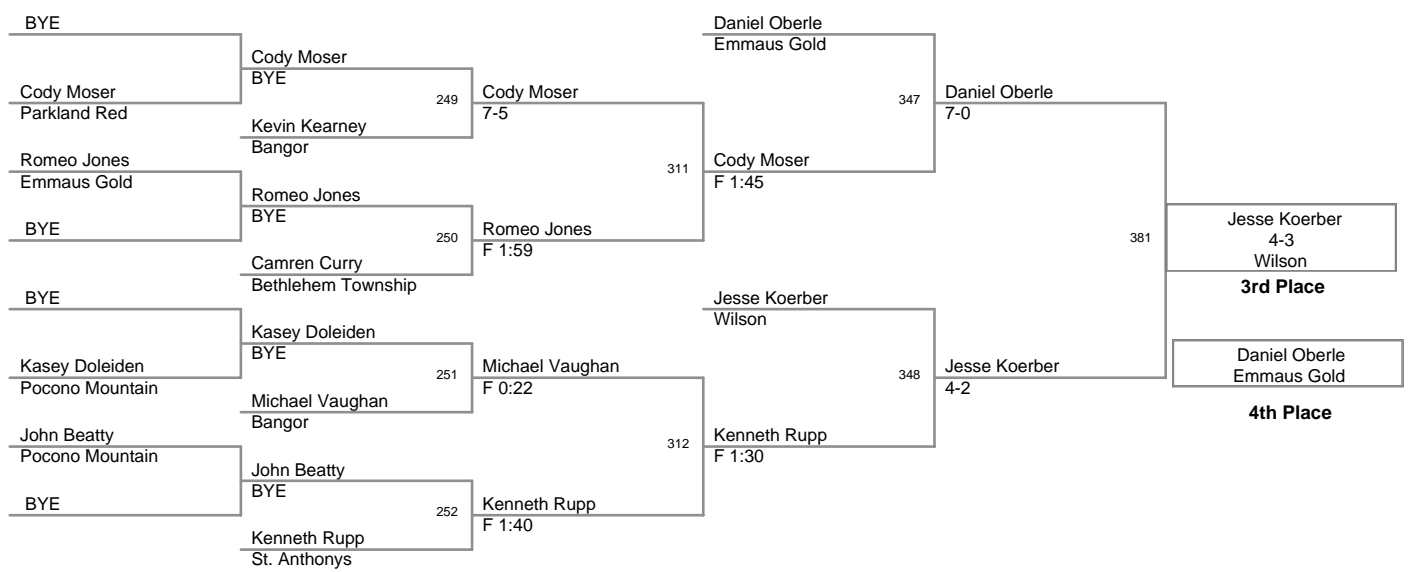 BYE
Cody Moser
Parkland Red
Romeo Jones
Emmaus Gold
BYE
BYE
Kasey Doleiden
Pocono Mountain
John Beatty
Pocono Mountain
BYE
Cody Moser
BYE
249
Kevin Kearney
Bangor
Romeo Jones
BYE
250
Camren Curry
Bethlehem Township
Kasey Doleiden
BYE
251
Michael Vaughan
Bangor
John Beatty
BYE
252
Kenneth Rupp
St. Anthonys
Cody Moser
7-5
311
Romeo Jones
F 1:59
Michael Vaughan
F 0:22
312
Kenneth Rupp
F 1:40
Daniel Oberle
Emmaus Gold
347
Cody Moser
F 1:45
Jesse Koerber
Wilson
348
Kenneth Rupp
F 1:30
Daniel Oberle
7-0
381
Jesse Koerber
4-2
Jesse Koerber
4-3
Wilson
3rd Place
Daniel Oberle
Emmaus Gold
4th Place